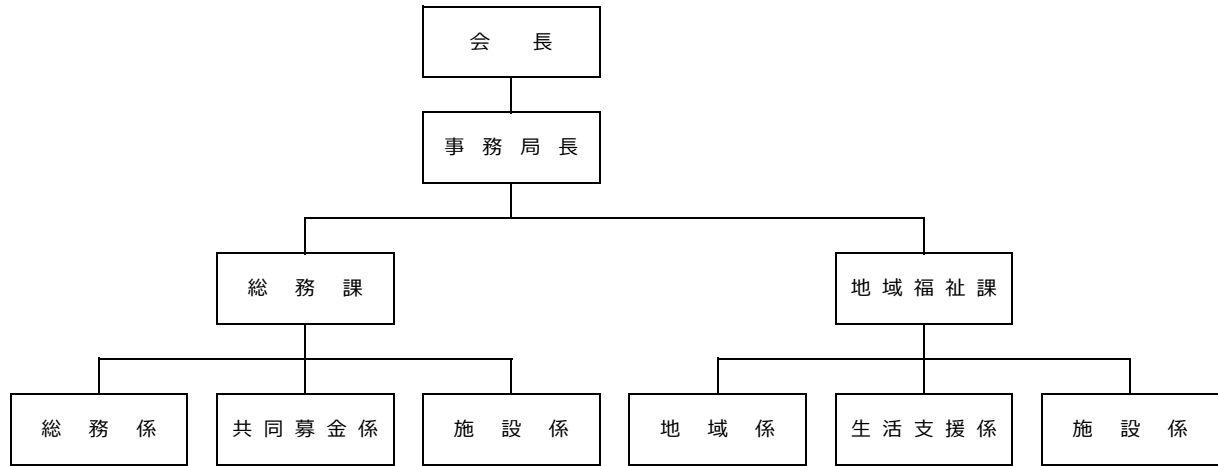 会長
事務局長
総務課
地域福祉課
総務係
共同募金係
施設係
地域係
生活支援係
施設係